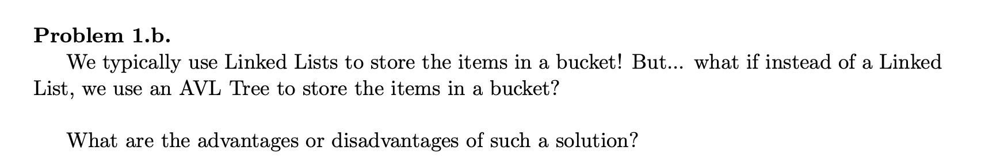 Problem 1.b.
We typically use Linked Lists to store the items in a bucket! But... what if instead of a Linked
List, we use an AVL Tree to store the items in a bucket?
What are the advantages or disadvantages of such a solution?